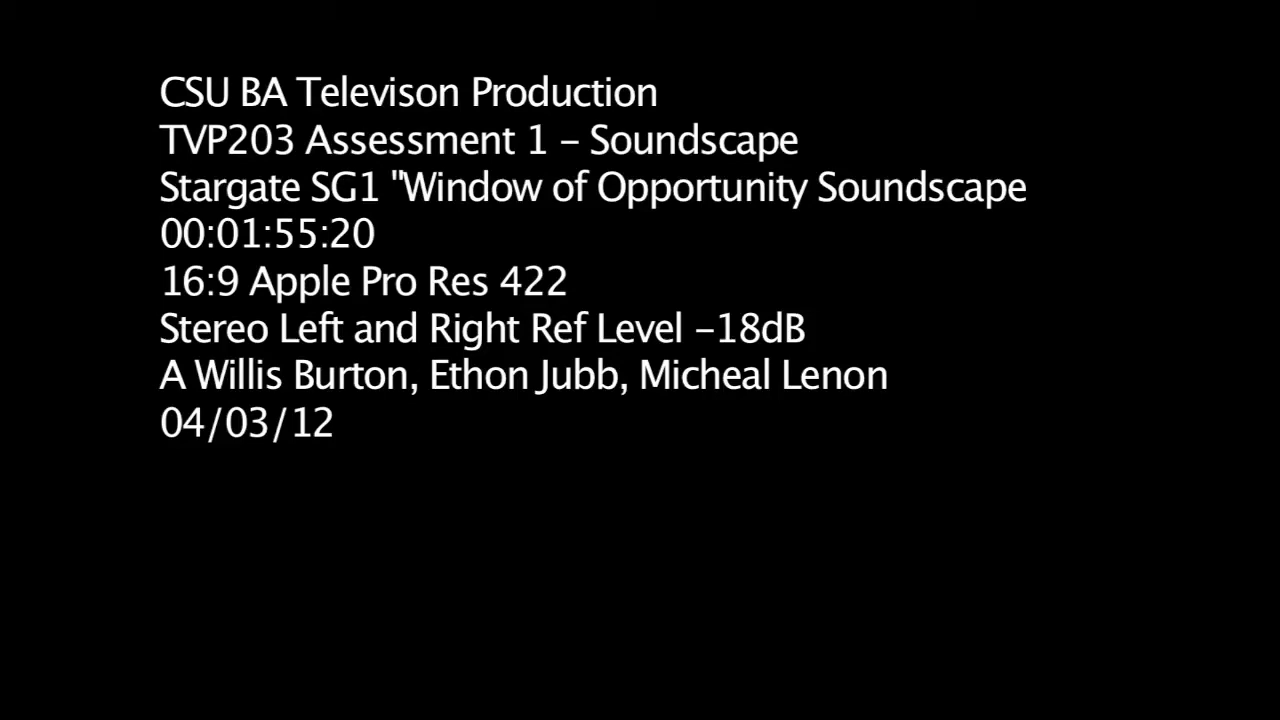 CSU BA Televison Production
TVP203 Assessment 1 – Soundscape
Stargate SG1 "Window of Opportunity Soundscape
00:01:55:20
16:9 Apple Pro Res 422
Stereo Left and Right Ref Level –18dB
A Willis Burton, Ethon Jubb, Micheal Lenon
04/03/12